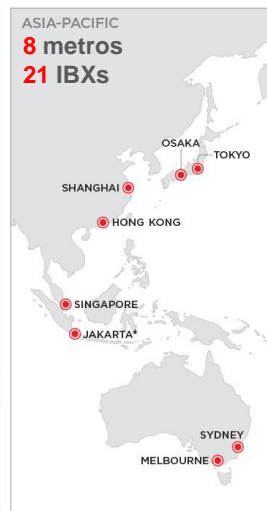 ASIA-PACIFIC
8 metros
21 IBXs
OSAKA
TOKYO
SHANGHAI
HONG KONG
SINGAPORE
JAKARTA*
SYDNEY
MELBOURNE